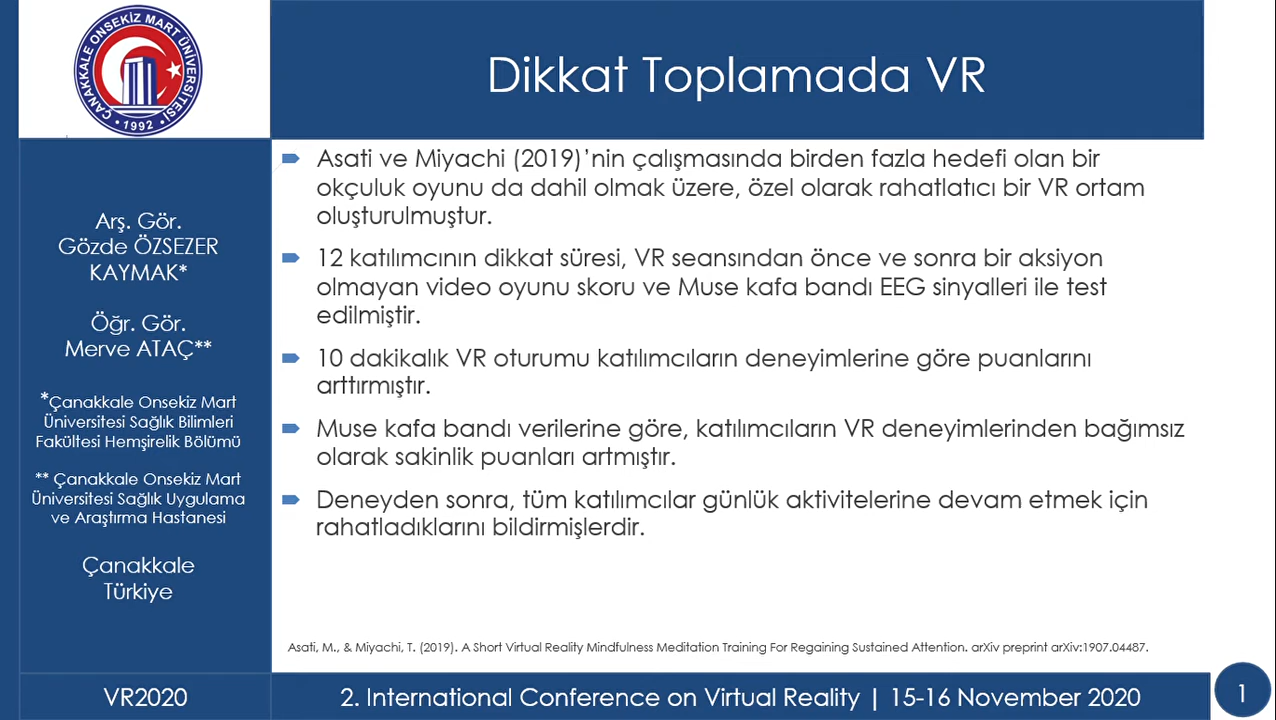 ÇANAKKALE ONSEKİZ MART ÜNİVERSİTESİ
• 1992 •
Dikkat Toplamada VR
Arş. Gör.
Gözde ÖZSEZER
KAYMAK*
Öğr. Gör.
Merve ATAÇ**
*Çanakkale Onsekiz Mart
Üniversitesi Sağlık Bilimleri
Fakültesi Hemşirelik Bölümü
** Çanakkale Onsekiz Mart
Üniversitesi Sağlık Uygulama
ve Araştırma Hastanesi
Çanakkale
Türkiye
Asati ve Miyachi (2019)’nin çalışmasında birden fazla hedefi olan bir
okçuluk oyunu da dahil olmak üzere, özel olarak rahatlatıcı bir VR ortam
oluşturulmuştur.
12 katılımcının dikkat süresi, VR seansından önce ve sonra bir aksiyon
olmayan video oyunu skoru ve Muse kafa bandı EEG sinyalleri ile test
edilmiştir.
10 dakikalık VR oturumu katılımcıların deneyimlerine göre puanlarını
arttırmıştır.
Muse kafa bandı verilerine göre, katılımcıların VR deneyimlerinden bağımsız
olarak sakinlik puanları artmıştır.
Deneyden sonra, tüm katılımcılar günlük aktivitelerine devam etmek için
rahatladıklarını bildirmişlerdir.
Asati, M., & Miyachi, T. (2019). A Short Virtual Reality Mindfulness Meditation Training For Regaining Sustained Attention. arXiv preprint arXiv:1907.04487.
VR2020
2. International Conference on Virtual Reality | 15-16 November 2020
1